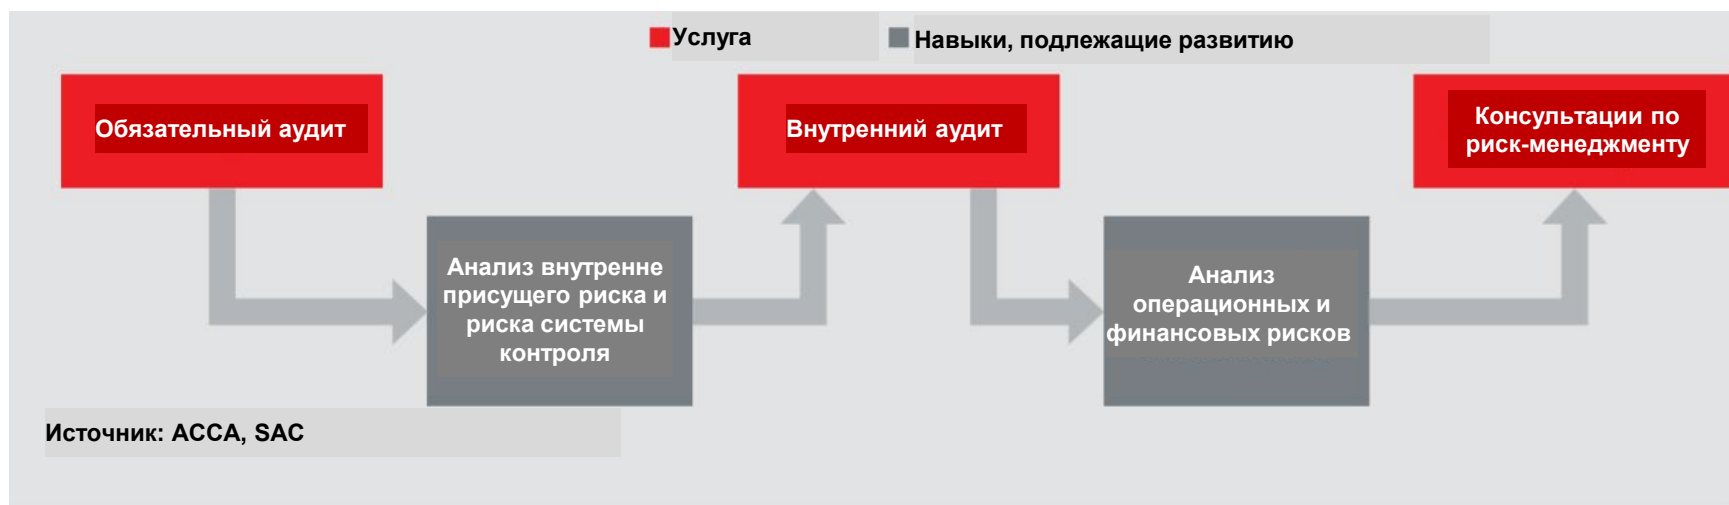 Услуга
Навыки, подлежащие развитию
Обязательный аудит
Внутренний аудит
Консультации по
риск-менеджменту
Анализ внутренне
присущего риска и
риска системы
контроля
Анализ
операционных и
финансовых рисков
Источник: ACCA, SAC